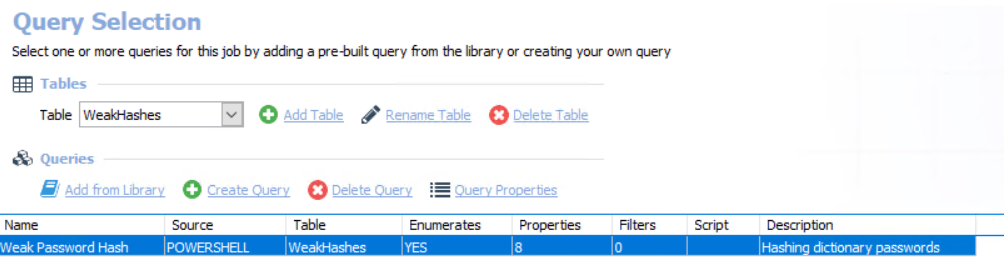 Query Selection
Select one or more queries for this job by adding a pre-built query from the library or creating your own query
Tables
Table WeakHashes Add Table Rename Table Delete Table
Queries
Add from Library Create Query Delete Query Query Properties
Name Source Table Enumerates Properties Filters Script Description
Weak Password Hash POWERSHELL WeakHashes YES 8 0 Hashing dictionary passwords